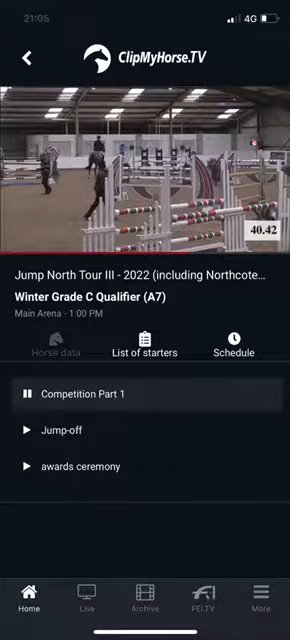 21:05
4G
ClipMyHorse.TV
40.42
Jump North Tour III - 2022 (including Northcote...
Winter Grade C Qualifier (A7)
Main Arena - 1:00 PM
Horse data
List of starters
Schedule
Competition Part 1
Jump-off
awards ceremony
Home
Live
Archive
FEI.TV
More